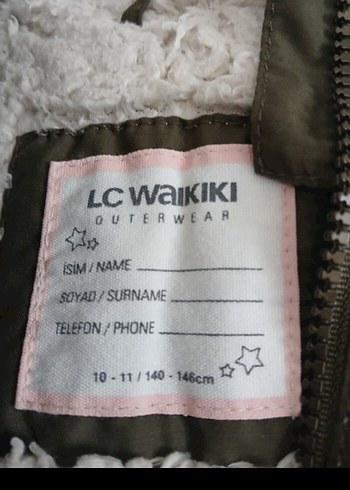 LC WAIKIKI
OUTERWEAR
İSİM / NAME
SOYAD / SURNAME
TELEFON / PHONE
10 - 11 / 140 - 146cm